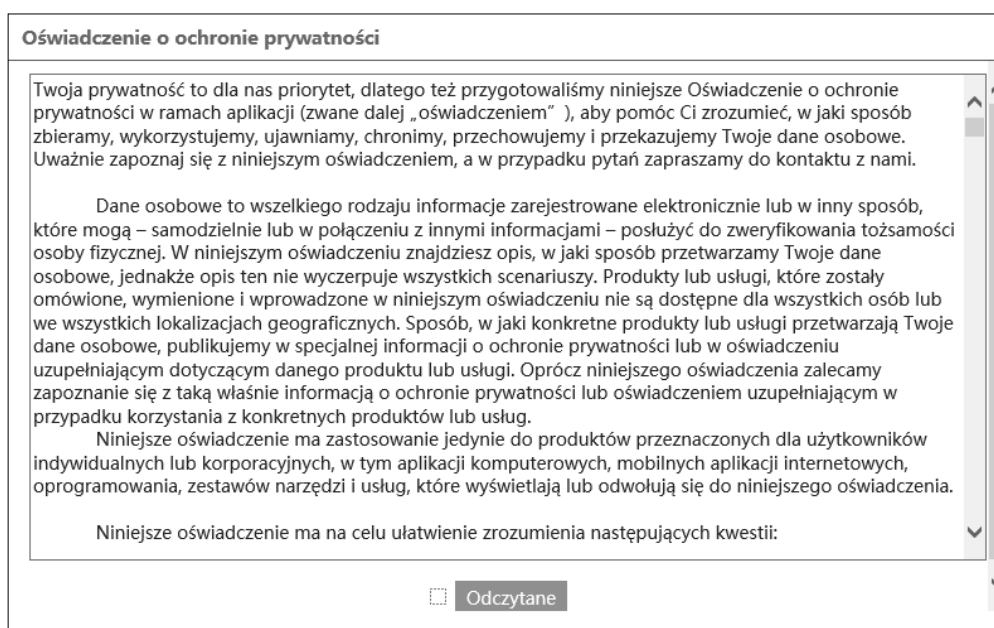 Oświadczenie o ochronie prywatności
Twoja prywatność to dla nas priorytet, dlatego też przygotowaliśmy niniejsze Oświadczenie o ochronie
prywatności w ramach aplikacji (zwane dalej „oświadczeniem” ), aby pomóc Ci zrozumieć, w jaki sposób
zbieramy, wykorzystujemy, ujawniamy, chronimy, przechowujemy i przekazujemy Twoje dane osobowe.
Uważnie zapoznaj się z niniejszym oświadczeniem, a w przypadku pytań zapraszamy do kontaktu z nami.
Dane osobowe to wszelkiego rodzaju informacje zarejestrowane elektronicznie lub w inny sposób,
które mogą – samodzielnie lub w połączeniu z innymi informacjami – posłużyć do zweryfikowania tożsamości
osoby fizycznej. W niniejszym oświadczeniu znajdziesz opis, w jaki sposób przetwarzamy Twoje dane
osobowe, jednakże opis ten nie wyczerpuje wszystkich scenariuszy. Produkty lub usługi, które zostały
omówione, wymienione i wprowadzone w niniejszym oświadczeniu nie są dostępne dla wszystkich osób lub
we wszystkich lokalizacjach geograficznych. Sposób, w jaki konkretne produkty lub usługi przetwarzają Twoje
dane osobowe, publikujemy w specjalnej informacji o ochronie prywatności lub w oświadczeniu
uzupełniającym dotyczącym danego produktu lub usługi. Oprócz niniejszego oświadczenia zalecamy
zapoznanie się z taką właśnie informacją o ochronie prywatności lub oświadczeniem uzupełniającym w
przypadku korzystania z konkretnych produktów lub usług.
Niniejsze oświadczenie ma zastosowanie jedynie do produktów przeznaczonych dla użytkowników
indywidualnych lub korporacyjnych, w tym aplikacji komputerowych, mobilnych aplikacji internetowych,
oprogramowania, zestawów narzędzi i usług, które wyświetlają lub odwołują się do niniejszego oświadczenia.
Niniejsze oświadczenie ma na celu ułatwienie zrozumienia następujących kwestii:
Odczytane